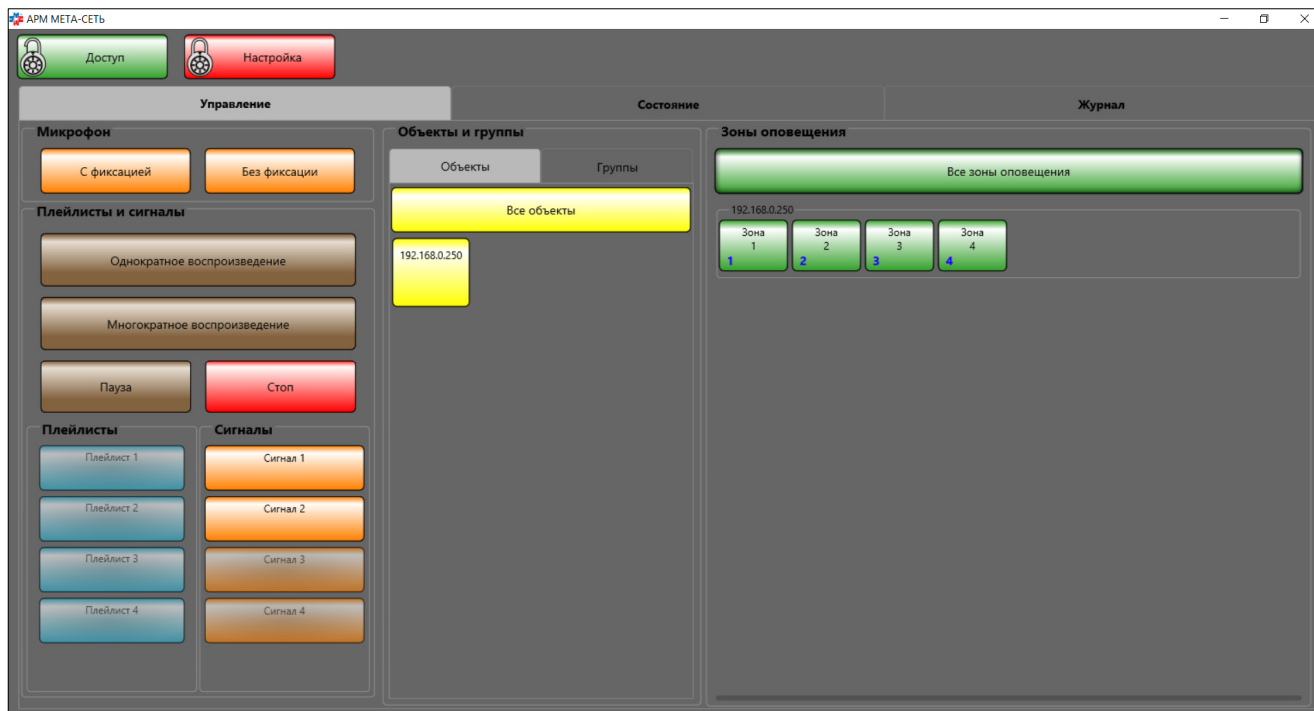 АРМ МЕТА-СЕТЬ
Доступ
Настройка
Управление
Состояние
Журнал
Микрофон
С фиксацией
Без фиксации
Плейлисты и сигналы
Однократное воспроизведение
Многократное воспроизведение
Пауза
Стоп
Плейлисты
Плейлист 1
Плейлист 2
Плейлист 3
Плейлист 4
Сигналы
Сигнал 1
Сигнал 2
Сигнал 3
Сигнал 4
Объекты и группы
Объекты
Группы
Все объекты
192.168.0.250
Зоны оповещения
Все зоны оповещения
192.168.0.250
Зона
1
1
Зона
2
2
Зона
3
3
Зона
4
4